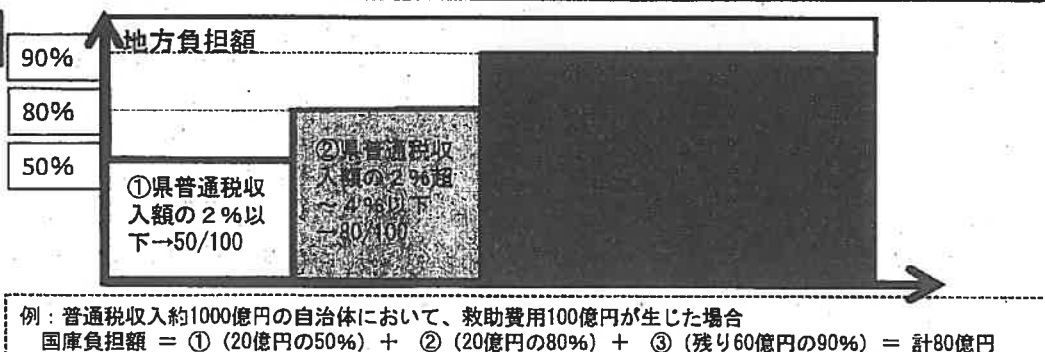 地方負担額
90%
80%
50%
①県普通税収
入額の2%以
下→50/100
②県普通税収
入額の2%超
～4%以下
→80/100
例：普通税収入約1000億円の自治体において、救助費用100億円が生じた場合
国庫負担額 ＝ ①（20億円の50%）＋ ②（20億円の80%）＋ ③（残り60億円の90%）＝ 計80億円